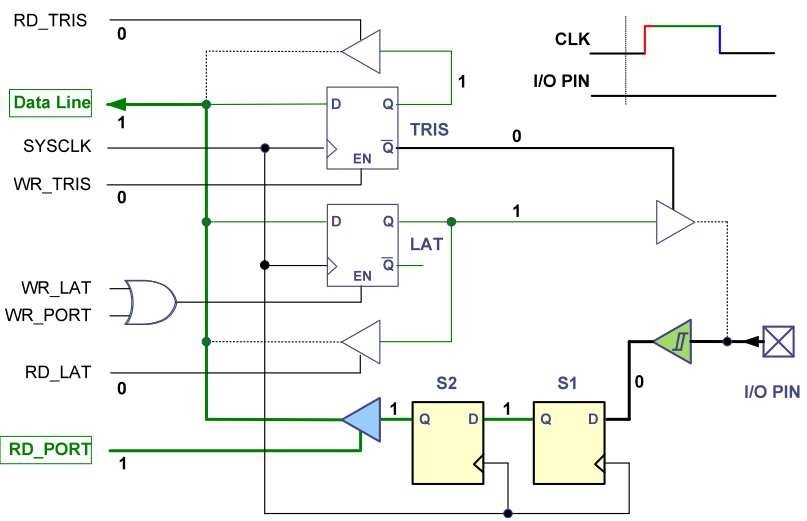 RD_TRIS
0
CLK
I/O PIN
1
Data Line
1
D Q
TRIS
SYSCLK
EN
Q
0
WR_TRIS
0
D Q
1
LAT
Q
EN
WR_LAT
WR_PORT
RD_LAT
0
S2
S1
0
I/O PIN
1
Q D
1
Q D
RD_PORT
1